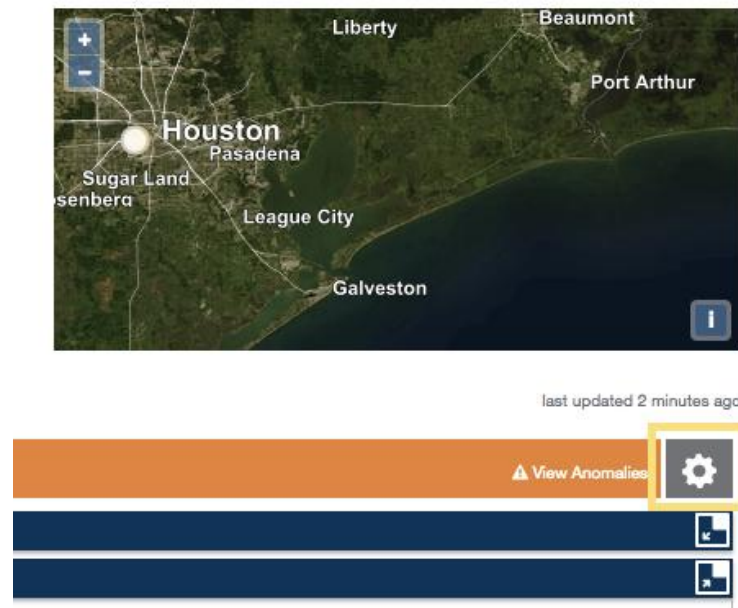 Beaumont
Liberty
Port Arthur
Houston
Pasadena
Sugar Land
senberg
League City
Galveston
i
last updated 2 minutes ago
View Anomalies